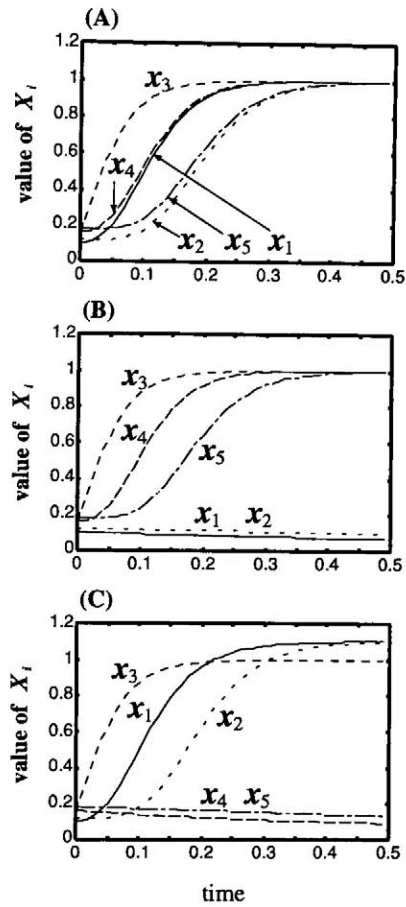 (A)
value of X_i
1.2
1
0.8
0.6
0.4
0.2
0
x_3
x_4
x_2 x_5 x_1
0 0.1 0.2 0.3 0.4 0.5
(B)
value of X_i
1.2
1
0.8
0.6
0.4
0.2
0
x_3
x_4
x_5
x_1 x_2
0 0.1 0.2 0.3 0.4 0.5
(C)
value of X_i
1.2
1
0.8
0.6
0.4
0.2
0
x_3
x_1
x_2
x_4 x_5
0 0.1 0.2 0.3 0.4 0.5
time